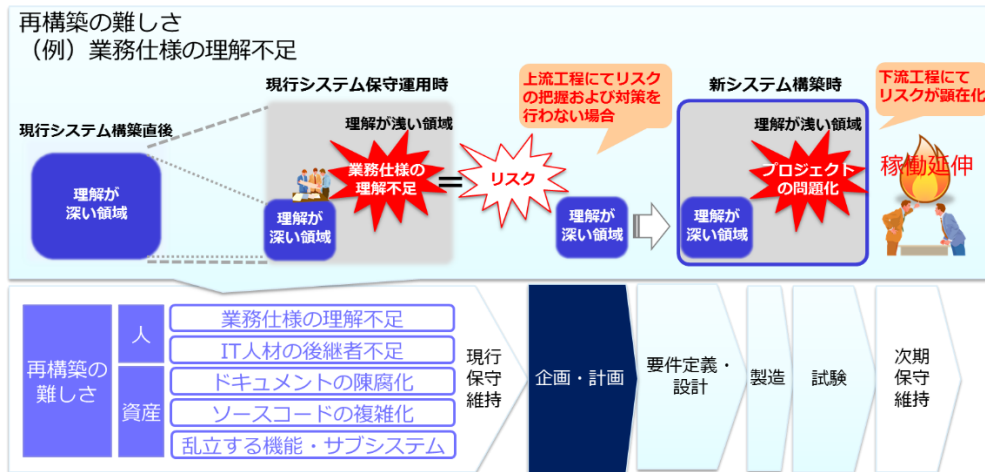 再構築の難しさ
（例）業務仕様の理解不足
現行システム構築直後
理解が
深い領域
現行システム保守運用時
理解が浅い領域
業務仕様の
理解不足
理解が
深い領域
=
リスク
上流工程にてリスク
の把握および対策を
行わない場合
理解が
深い領域
新システム構築時
理解が浅い領域
プロジェクト
の問題化
理解が
深い領域
下流工程にて
リスクが顕在化
稼働延伸
再構築の
難しさ
人
業務仕様の理解不足
IT人材の後継者不足
資産
ドキュメントの陳腐化
ソースコードの複雑化
乱立する機能・サブシステム
現行
保守
維持
企画・計画
要件定義・
設計
製造
試験
次期
保守
維持